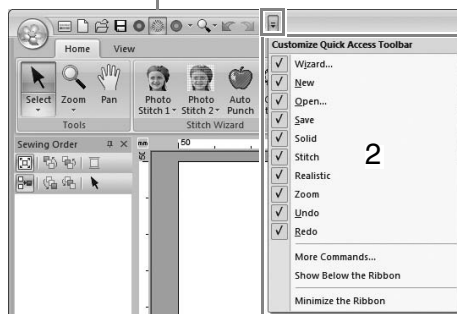 Home View
Select Zoom Pan
Photo Stitch 1 Photo Stitch 2 Auto Punch
Tools Stitch Wizard
Sewing Order
mm 50
Customize Quick Access Toolbar
Wizard...
New
Open...
Save
Solid
Stitch
2
Realistic
Zoom
Undo
Redo
More Commands...
Show Below the Ribbon
Minimize the Ribbon